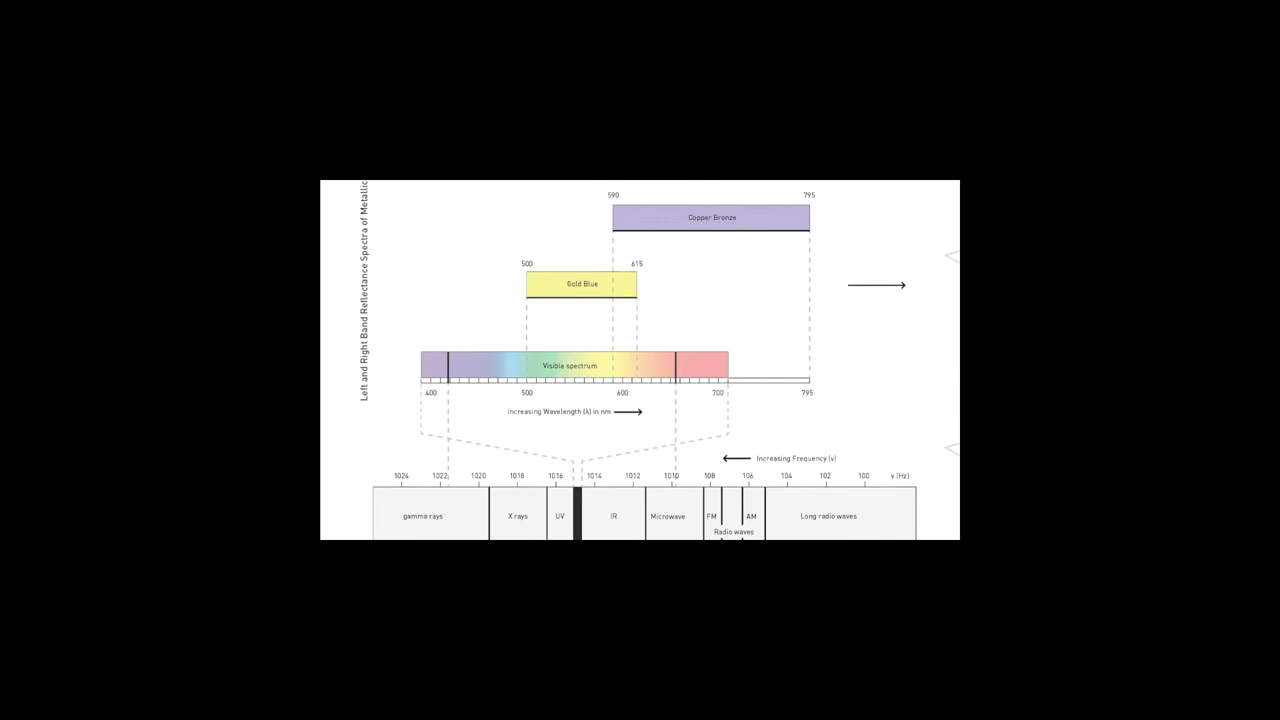 Left and Right Band Reflectance Spectra of Metallic
590 795
Copper Bronze
500 615
Gold Blue
Visible spectrum
400 500 600 700 795
Increasing Wavelength (λ) in nm
Increasing Frequency (v)
1024 1022 1020 1018 1016 1014 1012 1010 108 106 104 102 100 v (Hz)
gamma rays X rays UV IR Microwave FM AM Long radio waves
Radio waves